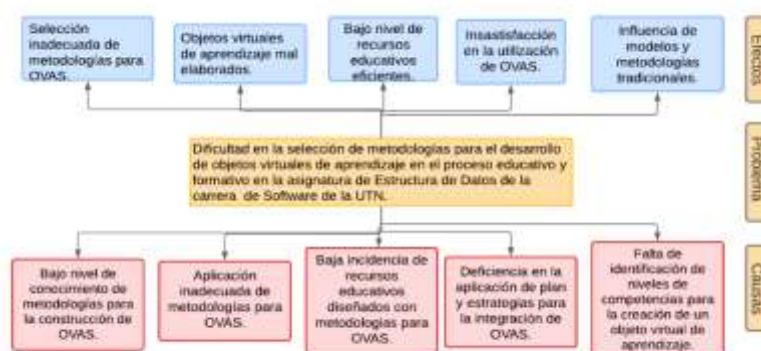 Selección
inadecuada de
metodologías para
OVAS.
Objetos virtuales
de aprendizaje mal
elaborados.
Bajo nivel de
recursos
educativos
eficientes.
Insastisfacción
en la utilización
de OVAS.
Influencia de
modelos y
metodologías
tradicionales.
Efectos
Dificultad en la selección de metodologías para el desarrollo
de objetos virtuales de aprendizaje en el proceso educativo y
formativo en la asignatura de Estructura de Datos de la
carrera de Software de la UTN.
Problema
Bajo nivel de
conocimiento de
metodologías para
la construcción de
OVAS.
Aplicación
inadecuada de
metodologías para
OVAS.
Baja incidencia de
recursos
educativos
diseñados con
metodologías para
OVAS.
Deficiencia en la
aplicación de plan
y estrategias para
la integración de
OVAS.
Falta de
identificación de
niveles de
competencias para
la creación de un
objeto virtual de
aprendizaje.
Causas